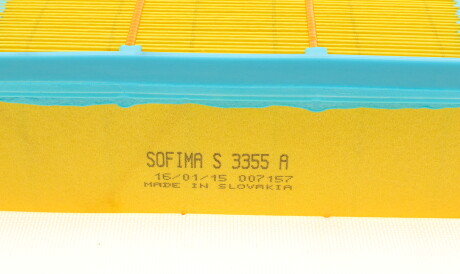 SOFIMA S 3355 A
16/01/15 007157
MADE IN SLOVAKIA